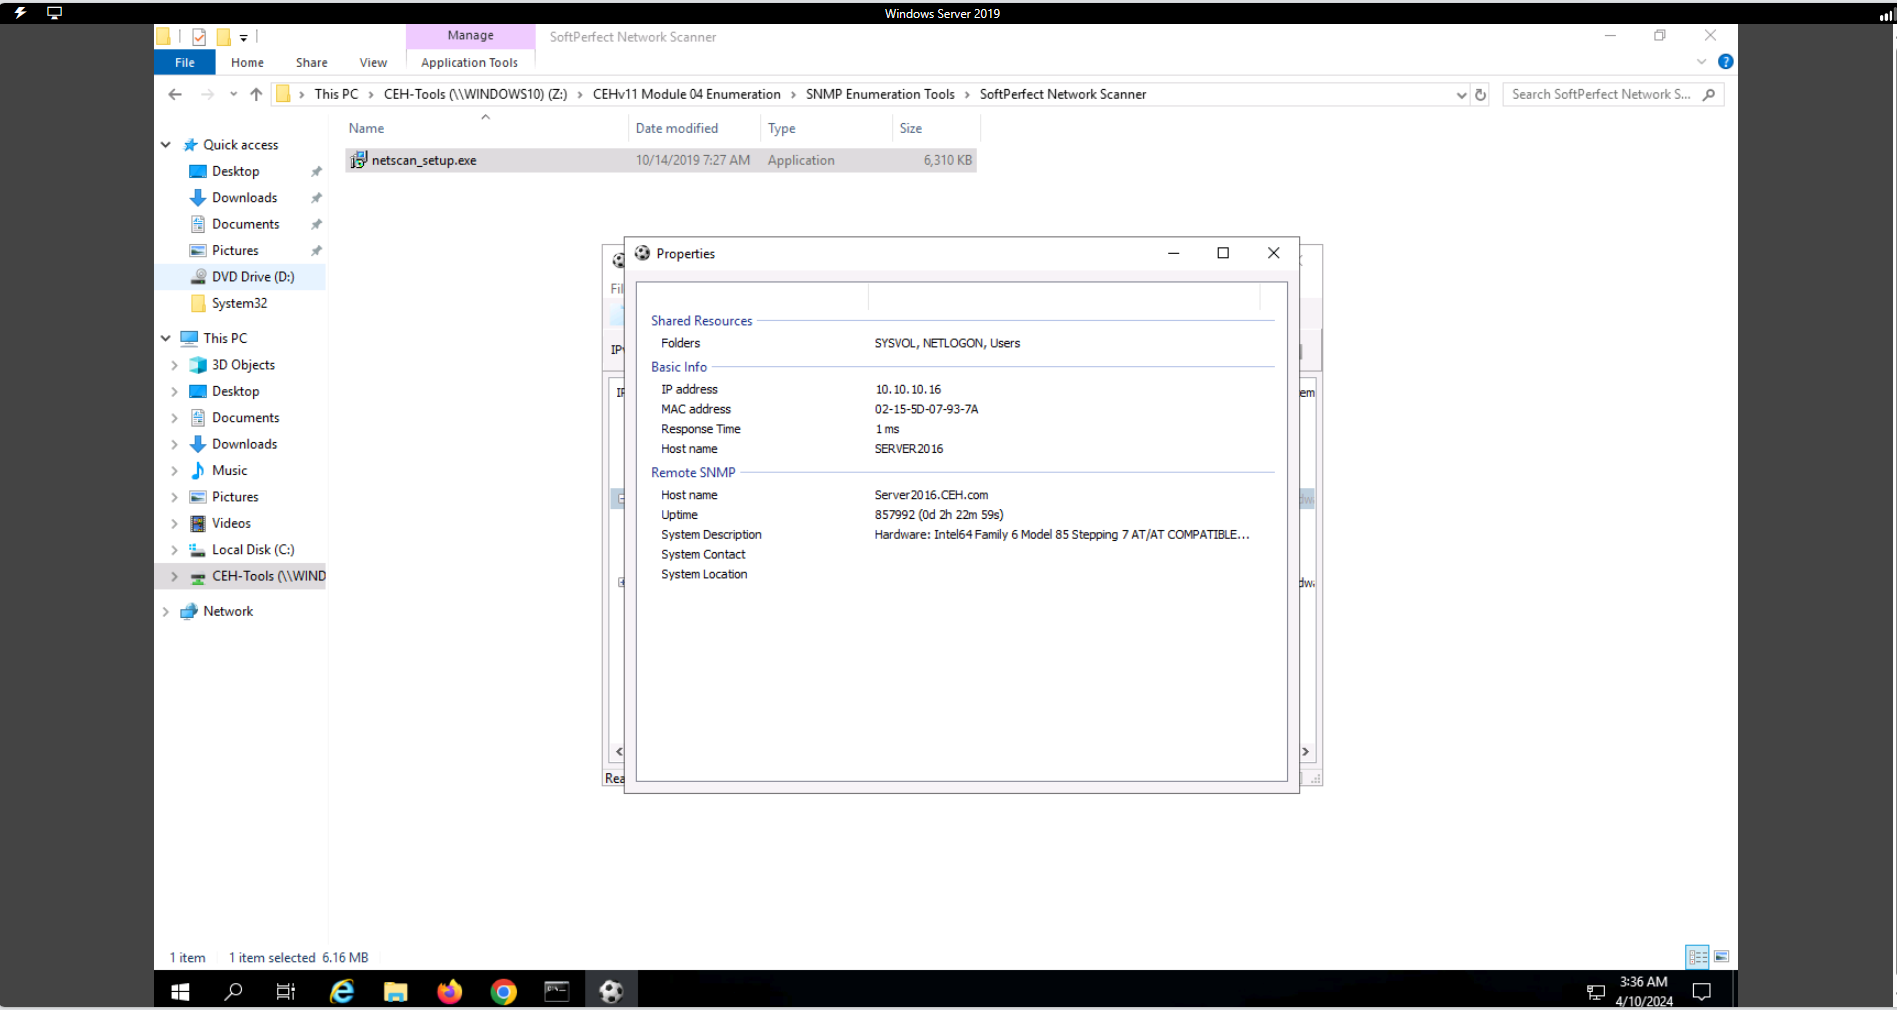 Windows Server 2019
Manage
SoftPerfect Network Scanner
File
Home
Share
View
Application Tools
This PC
CEH-Tools (\\WINDOWS10) (Z:)
CEHv11 Module 04 Enumeration
SNMP Enumeration Tools
SoftPerfect Network Scanner
Search SoftPerfect Network S...
Name
Date modified
Type
Size
netscan_setup.exe
10/14/2019 7:27 AM
Application
6,310 KB
Quick access
Desktop
Downloads
Documents
Pictures
DVD Drive (D:)
System32
This PC
3D Objects
Desktop
Documents
Downloads
Music
Pictures
Videos
Local Disk (C:)
CEH-Tools (\\WIND
Network
Properties
Shared Resources
Folders SYSVOL, NETLOGON, Users
Basic Info
IP address 10.10.10.16
MAC address 02-15-5D-07-93-7A
Response Time 1 ms
Host name SERVER2016
Remote SNMP
Host name Server2016.CEH.com
Uptime 857992 (0d 2h 22m 59s)
System Description Hardware: Intel64 Family 6 Model 85 Stepping 7 AT/AT COMPATIBLE...
System Contact
System Location
1 item
1 item selected 6.16 MB
3:36 AM
4/10/2024